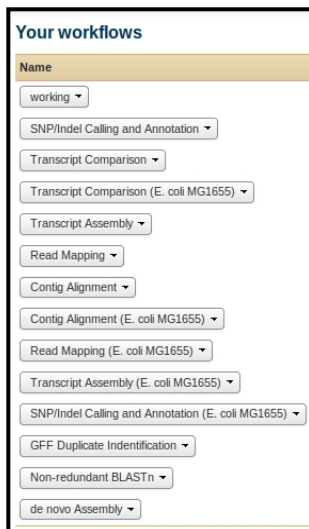 Your workflows
Name
working
SNP/Indel Calling and Annotation
Transcript Comparison
Transcript Comparison (E. coli MG1655)
Transcript Assembly
Read Mapping
Contig Alignment
Contig Alignment (E. coli MG1655)
Read Mapping (E. coli MG1655)
Transcript Assembly (E. coli MG1655)
SNP/Indel Calling and Annotation (E. coli MG1655)
GFF Duplicate Indentification
Non-redundant BLASTn
de novo Assembly